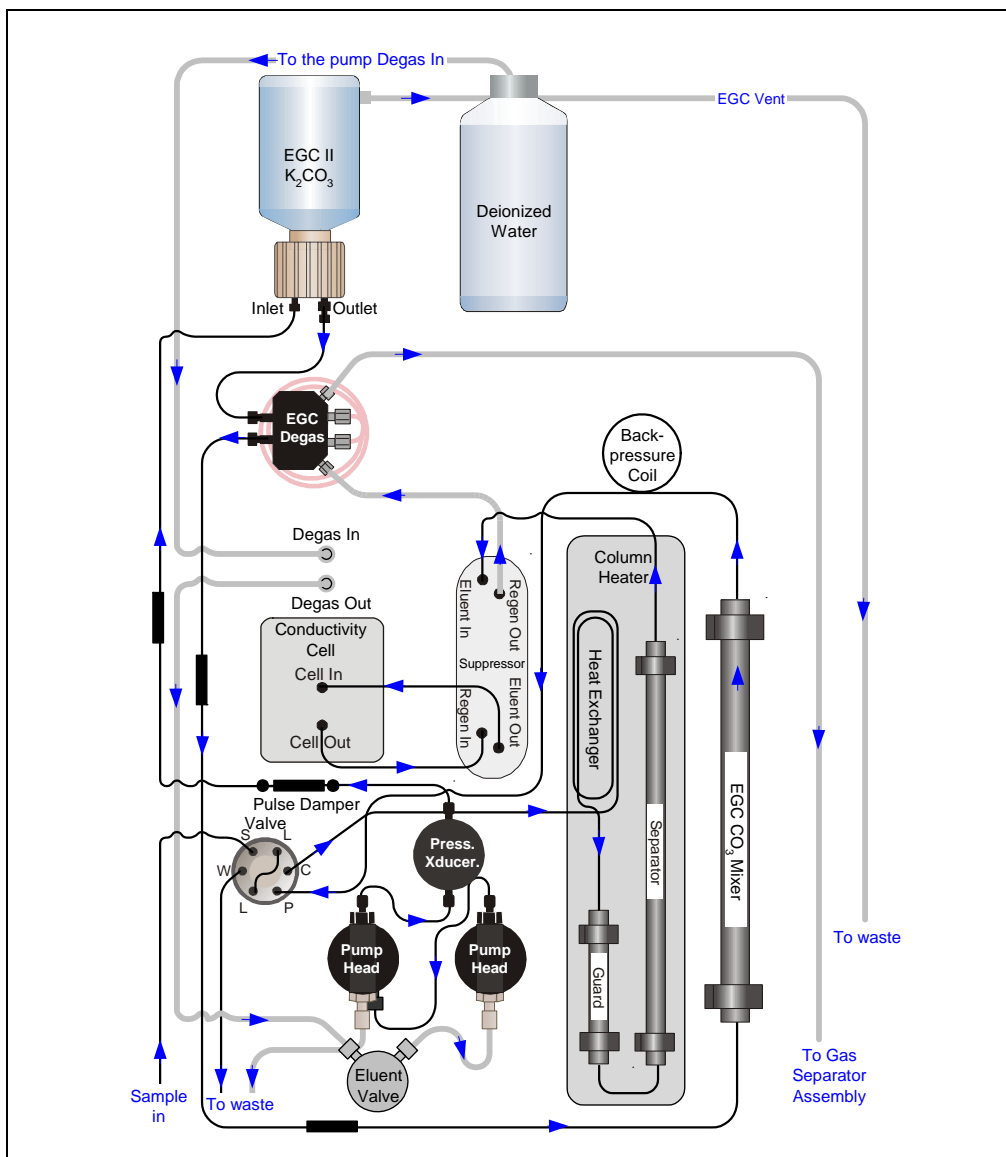 To the pump Degas In
EGC Vent
EGC II
K₂CO₃
Deionized
Water
Inlet
Outlet
EGC
Degas
Back-
pressure
Coil
Degas In
Degas Out
Column
Heater
Eluent In
Regen Out
Suppressor
Regen In
Eluent Out
Conductivity
Cell
Cell In
Cell Out
Heat Exchanger
Separator
Guard
EGC CO₃ Mixer
Pulse Damper
Valve
S
L
W
C
L
P
Press.
Xducer.
Pump
Head
Pump
Head
Eluent
Valve
Sample
in
To waste
To waste
To Gas
Separator
Assembly